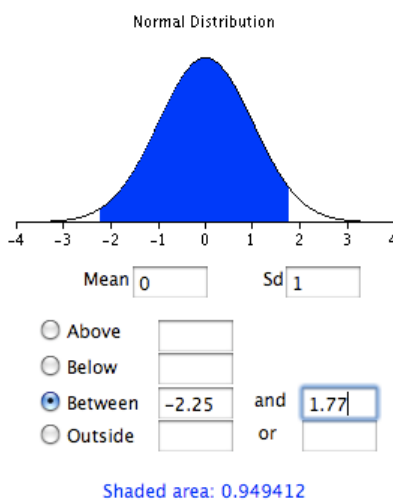 Normal Distribution
-4 -3 -2 -1 0 1 2 3 4
Mean 0 Sd 1
Above
Below
Between -2.25 and 1.77
Outside or
Shaded area: 0.949412